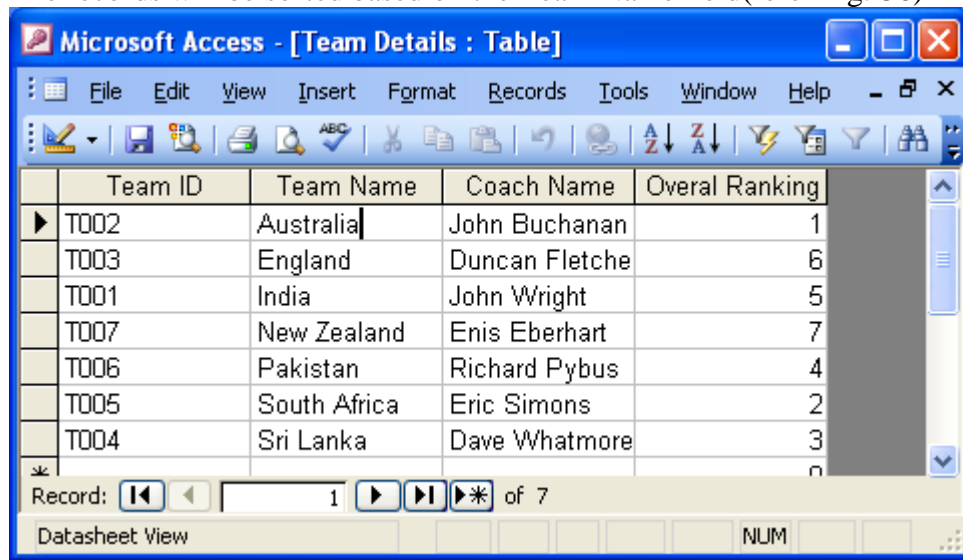 Microsoft Access - [Team Details : Table]
File Edit View Insert Format Records Tools Window Help
ABC A Z Z A
Team ID Team Name Coach Name Overal Ranking
T002 Australia John Buchanan 1
T003 England Duncan Fletche 6
T001 India John Wright 5
T007 New Zealand Enis Eberhart 7
T006 Pakistan Richard Pybus 4
T005 South Africa Eric Simons 2
T004 Sri Lanka Dave Whatmore 3
Record: 1 of 7
Datasheet View NUM